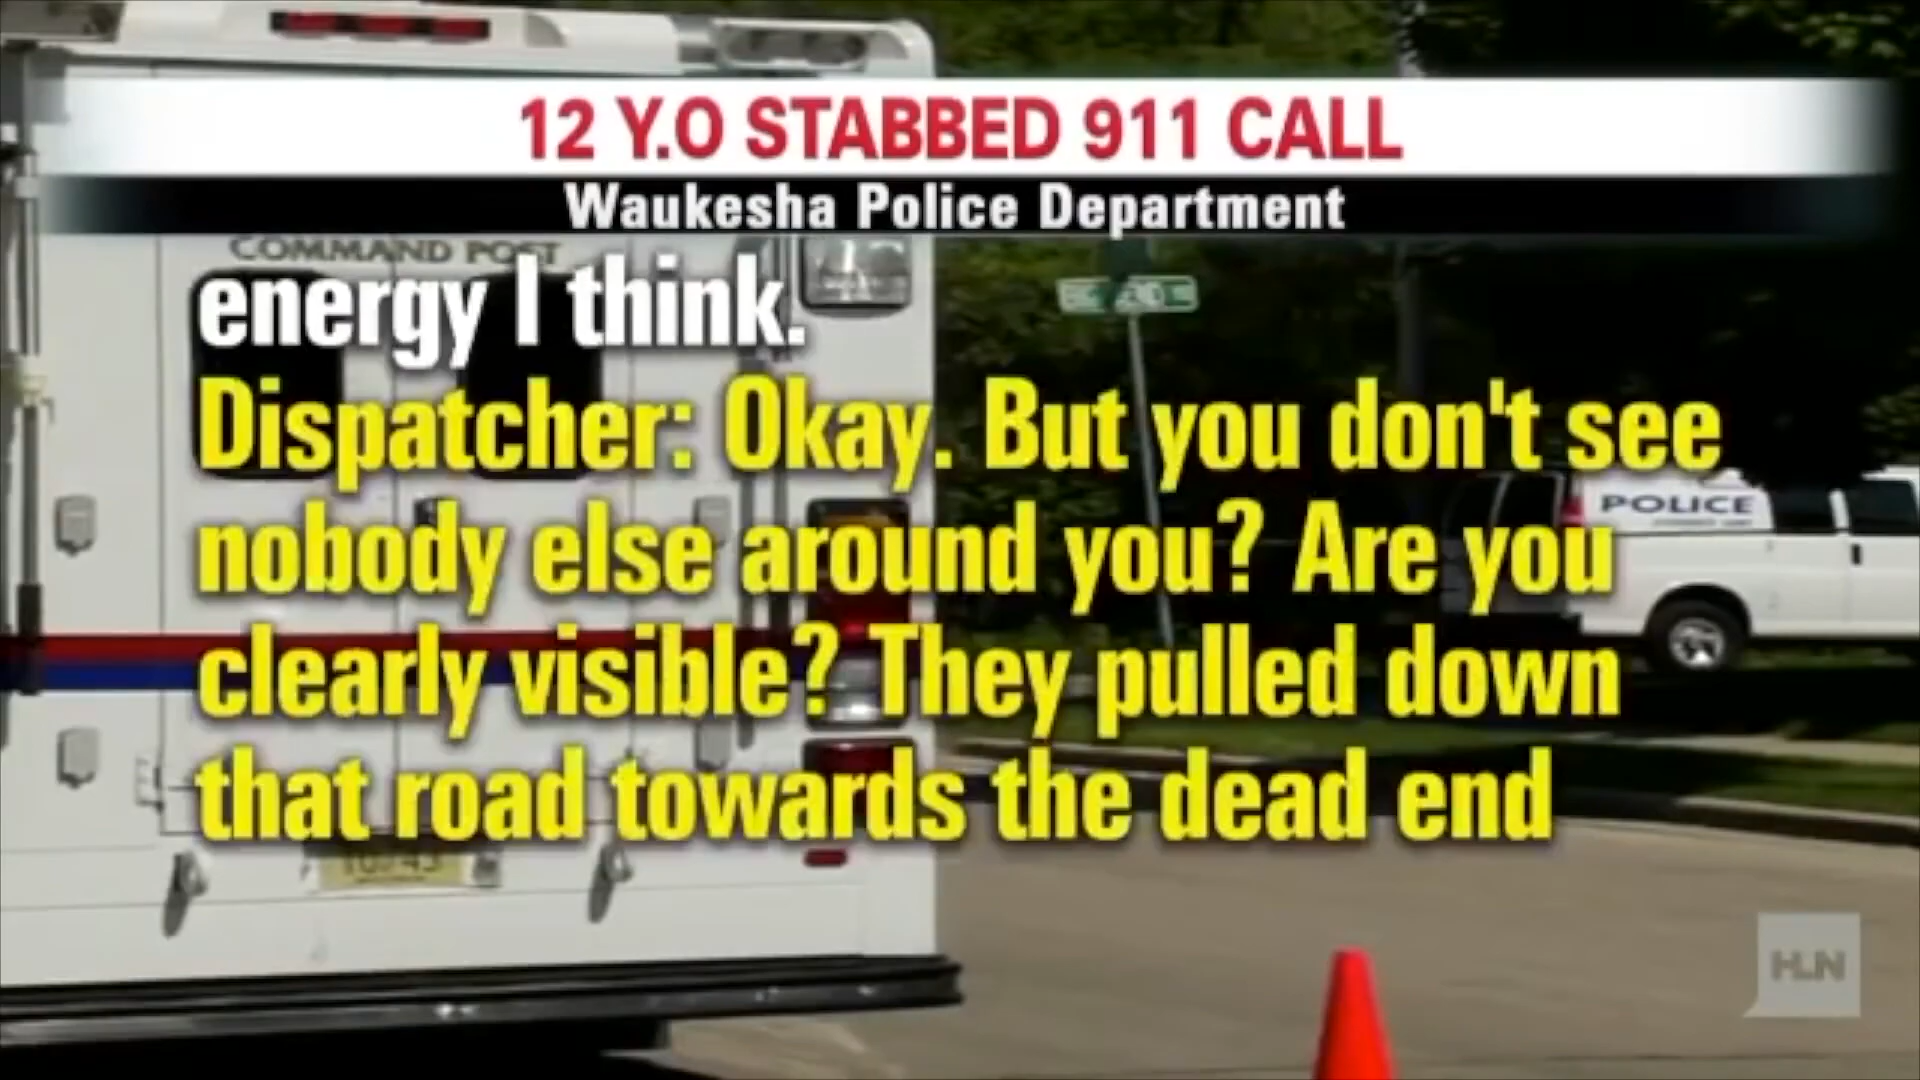 12 Y.O STABBED 911 CALL
Waukesha Police Department
COMMAND POST
energy I think.
Dispatcher: Okay. But you don't see
nobody else around you? Are you
clearly visible? They pulled down
that road towards the dead end
POLICE
HLN